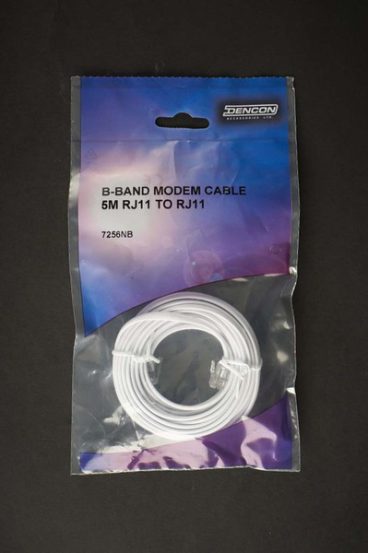 DENCON
ACCESSORIES LTD
B-BAND MODEM CABLE
5M RJ11 TO RJ11
7256NB